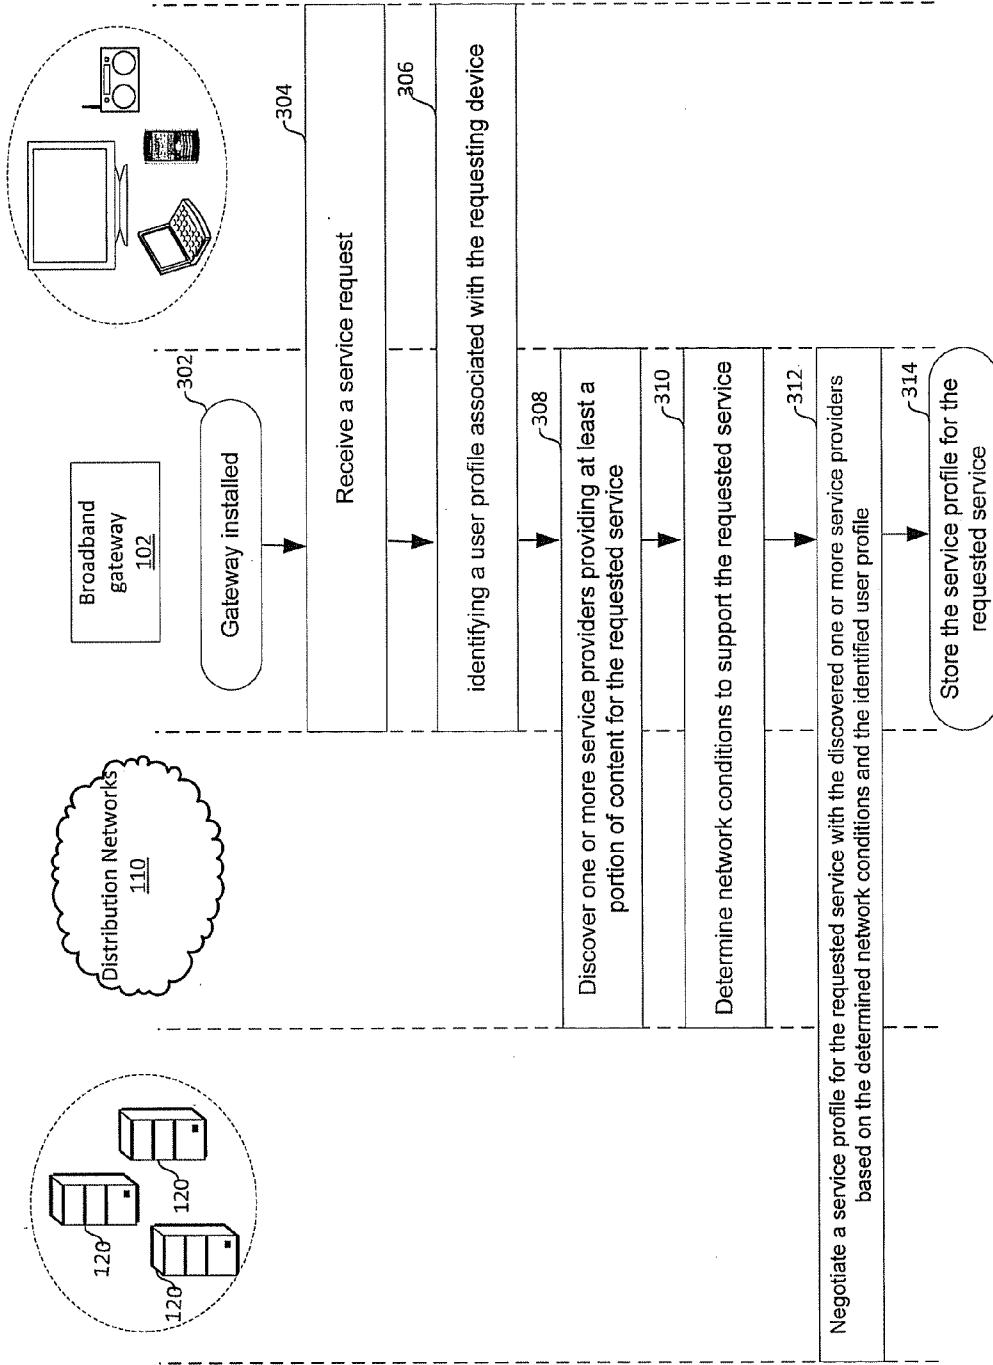 120
120
120
Distribution Networks
110
Broadband
gateway
102
302
Gateway installed
304
Receive a service request
306
identifying a user profile associated with the requesting device
308
Discover one or more service providers providing at least a
portion of content for the requested service
310
Determine network conditions to support the requested service
312
Negotiate a service profile for the requested service with the discovered one or more service providers
based on the determined network conditions and the identified user profile
314
Store the service profile for the
requested service